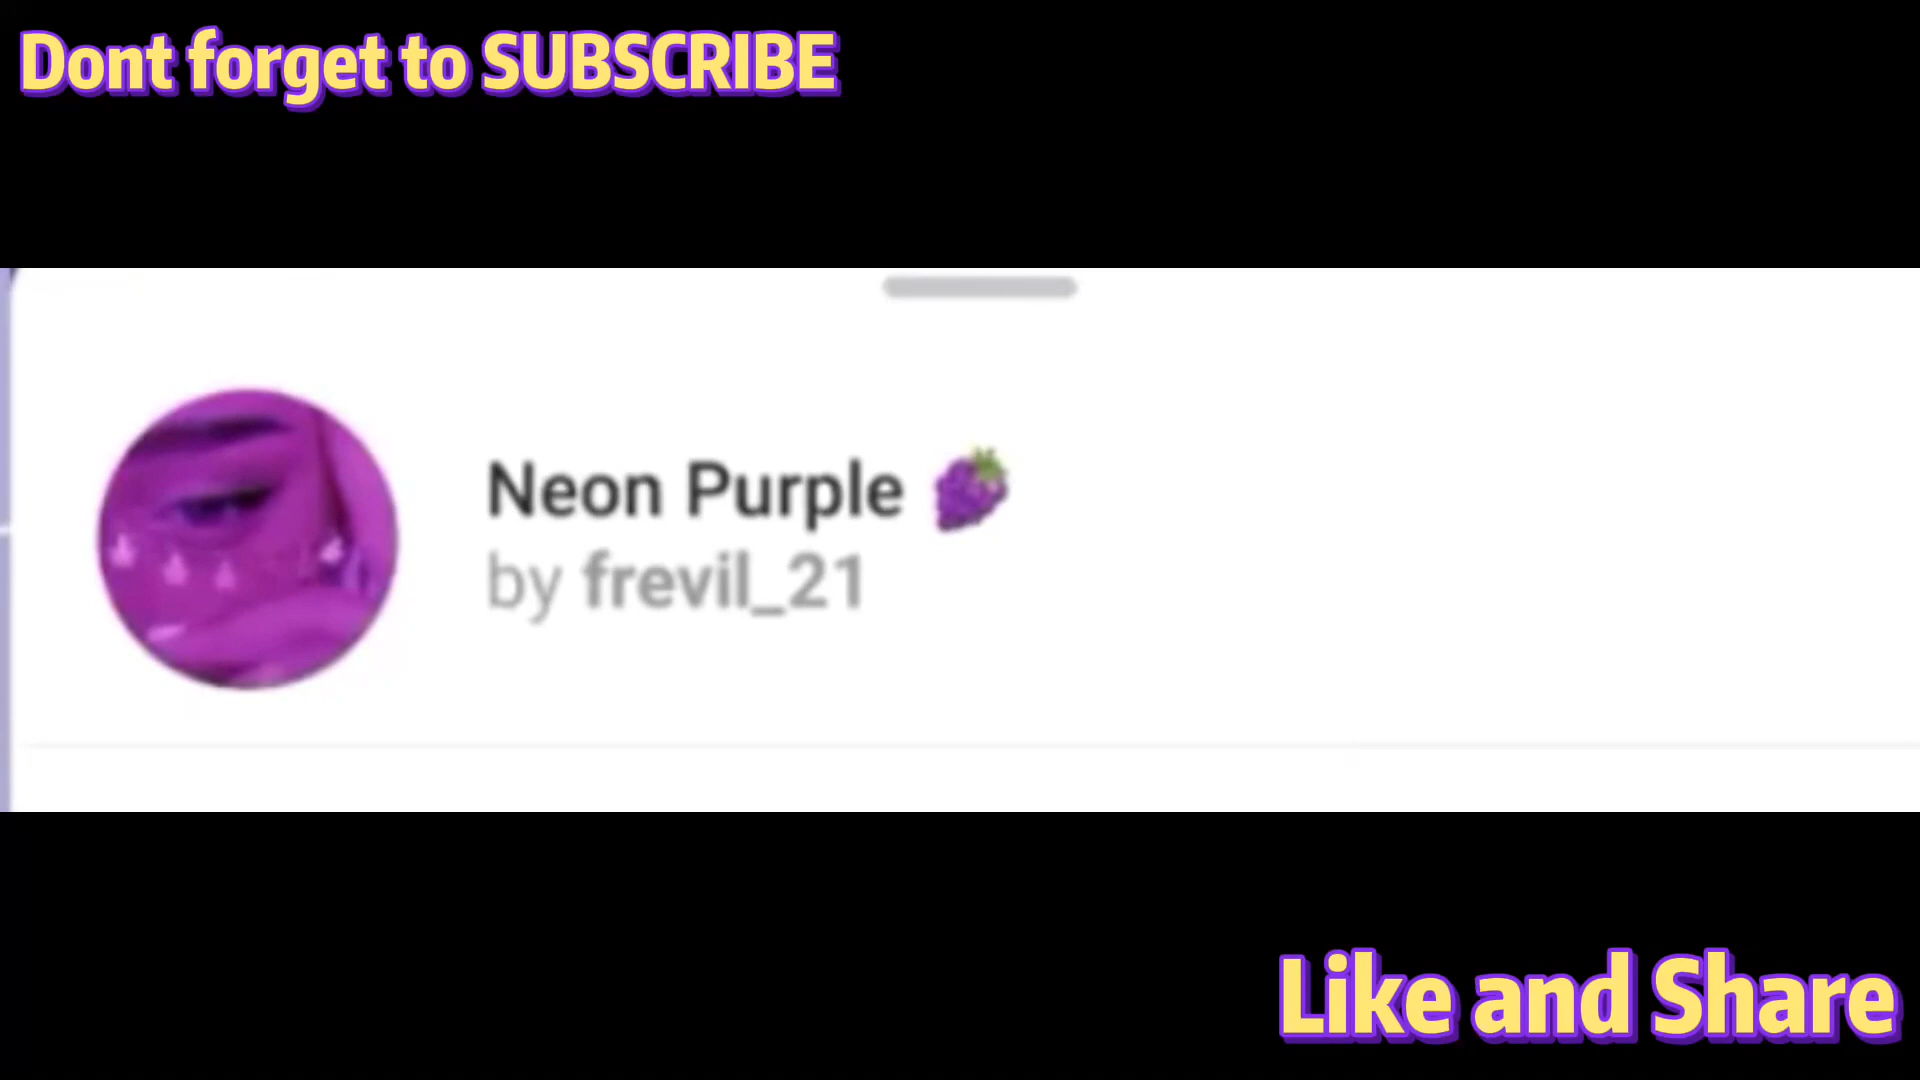 Dont forget to SUBSCRIBE
Neon Purple 🍇
by frevil_21
Like and Share